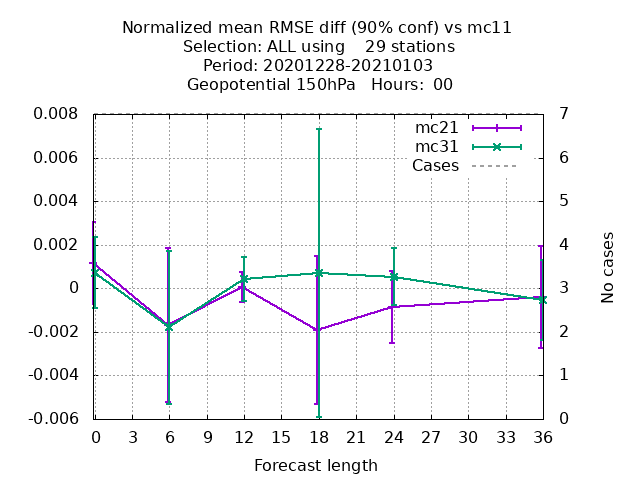 Normalized mean RMSE diff (90% conf) vs mc11
Selection: ALL using    29 stations
Period: 20201228-20210103
Geopotential 150hPa   Hours: 00
0.008
0.006
0.004
0.002
0
-0.002
-0.004
-0.006
mc21
mc31
Cases
7
6
5
4
3
2
1
0
No cases
0 3 6 9 12 15 18 21 24 27 30 33 36
Forecast length